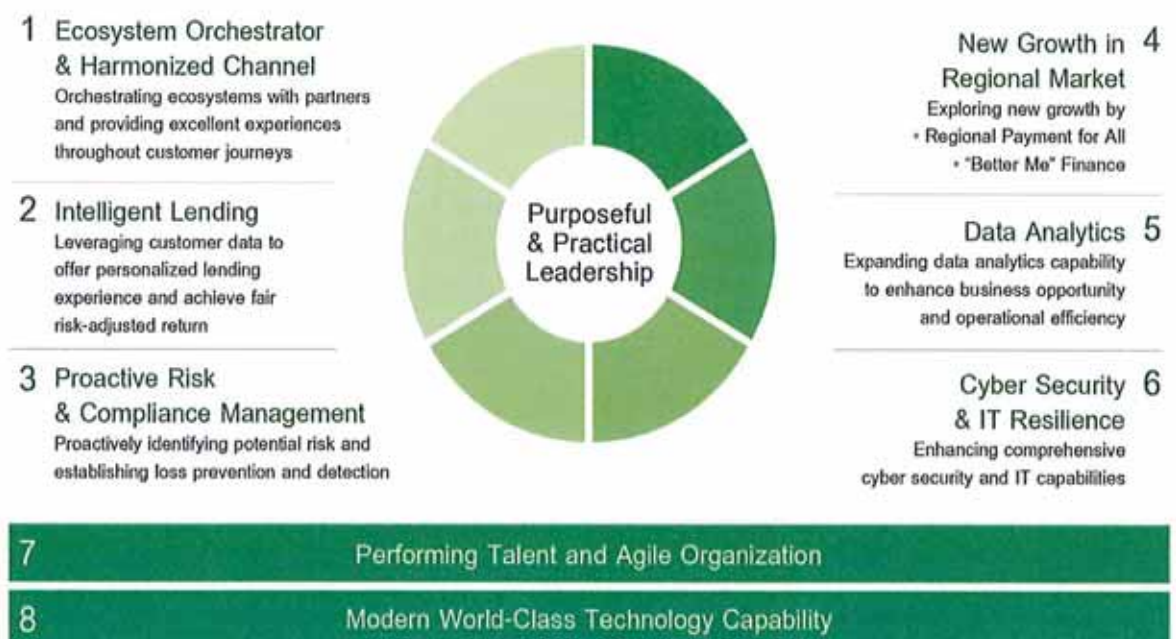 1 Ecosystem Orchestrator
& Harmonized Channel
Orchestrating ecosystems with partners
and providing excellent experiences
throughout customer journeys
2 Intelligent Lending
Leveraging customer data to
offer personalized lending
experience and achieve fair
risk-adjusted return
3 Proactive Risk
& Compliance Management
Proactively identifying potential risk and
establishing loss prevention and detection
Purposeful
& Practical
Leadership
New Growth in 4
Regional Market
Exploring new growth by
• Regional Payment for All
• "Better Me" Finance
Data Analytics 5
Expanding data analytics capability
to enhance business opportunity
and operational efficiency
Cyber Security 6
& IT Resilience
Enhancing comprehensive
cyber security and IT capabilities
7 Performing Talent and Agile Organization
8 Modern World-Class Technology Capability